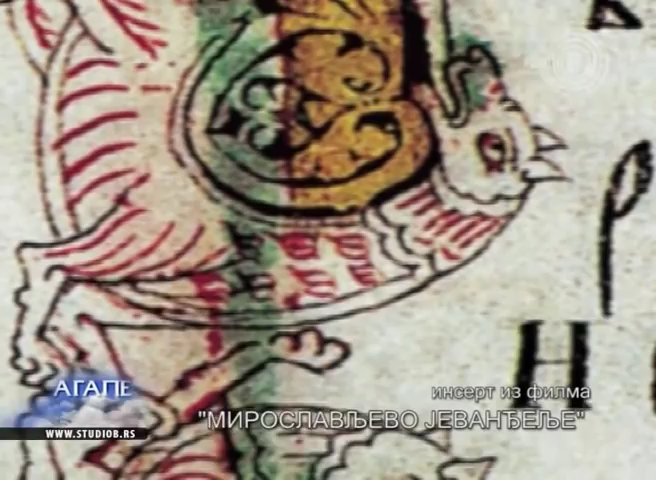 инсерт из филма
АГАПЕ
"МИРОСЛАВЉЕВО ЈЕВАНЂЕЉЕ"
WWW.STUDIOB.RS
Н